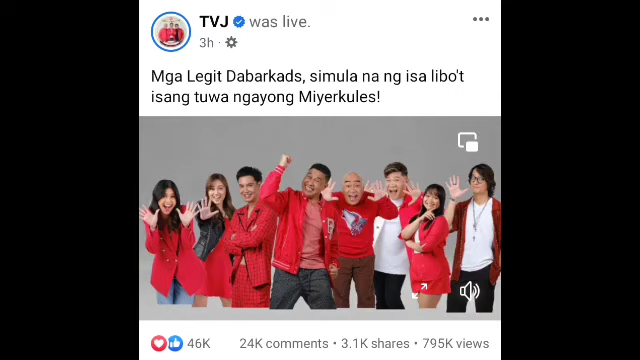 TVJ was live.
3h ·
Mga Legit Dabarkads, simula na ng isa libo't
isang tuwa ngayong Miyerkules!
46K 24K comments • 3.1K shares • 795K views